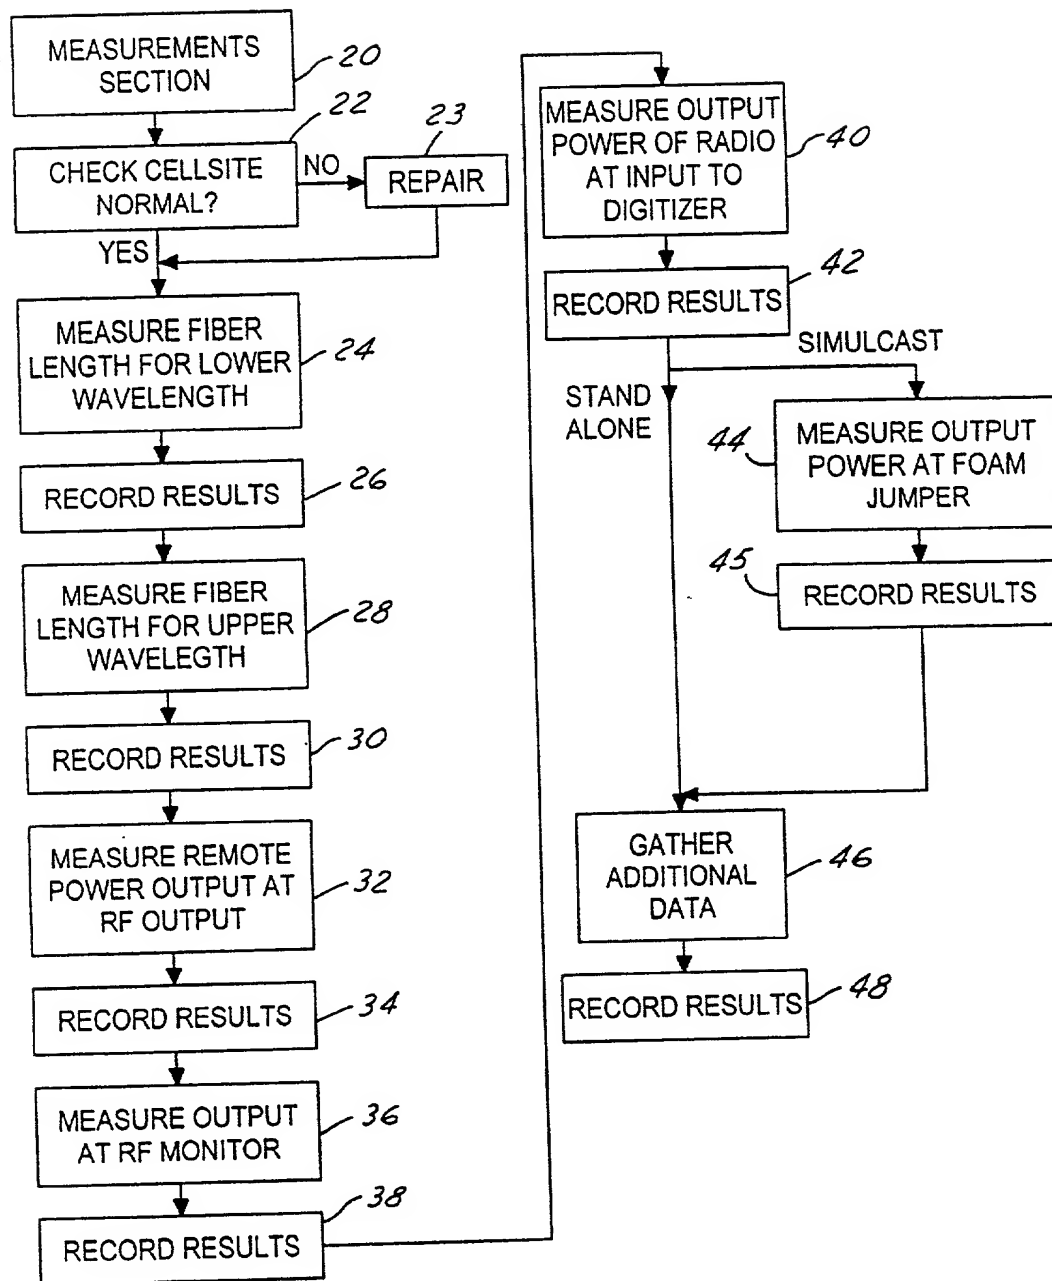 MEASUREMENTS
SECTION
20
22
CHECK CELLSITE
NORMAL?
NO
23
REPAIR
YES
MEASURE FIBER
LENGTH FOR LOWER
WAVELENGTH
24
RECORD RESULTS
26
MEASURE FIBER
LENGTH FOR UPPER
WAVELEGTH
28
RECORD RESULTS
30
MEASURE REMOTE
POWER OUTPUT AT
RF OUTPUT
32
RECORD RESULTS
34
MEASURE OUTPUT
AT RF MONITOR
36
RECORD RESULTS
38
MEASURE OUTPUT
POWER OF RADIO
AT INPUT TO
DIGITIZER
40
RECORD RESULTS
42
SIMULCAST
STAND
ALONE
44
MEASURE OUTPUT
POWER AT FOAM
JUMPER
45
RECORD RESULTS
GATHER
ADDITIONAL
DATA
46
RECORD RESULTS
48